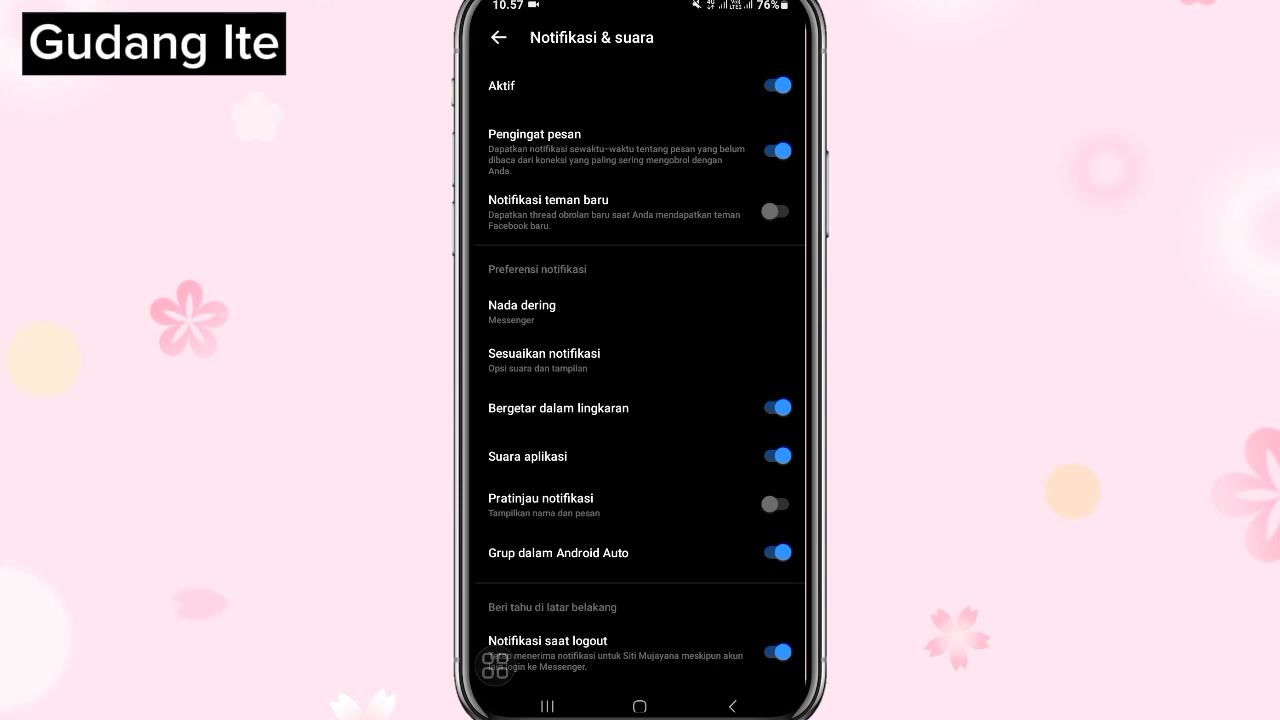 Gudang Ite
10.57
76%
Notifikasi & suara
Aktif
Pengingat pesan
Dapatkan notifikasi sewaktu-waktu tentang pesan yang belum
dibaca dari koneksi yang paling sering mengobrol dengan
Anda.
Notifikasi teman baru
Dapatkan thread obrolan baru saat Anda mendapatkan teman
Facebook baru.
Preferensi notifikasi
Nada dering
Messenger
Sesuaikan notifikasi
Opsi suara dan tampilan
Bergetar dalam lingkaran
Suara aplikasi
Pratinjau notifikasi
Tampilkan nama dan pesan
Grup dalam Android Auto
Beri tahu di latar belakang
Notifikasi saat logout
menerima notifikasi untuk Siti Mujayana meskipun akun
login ke Messenger.